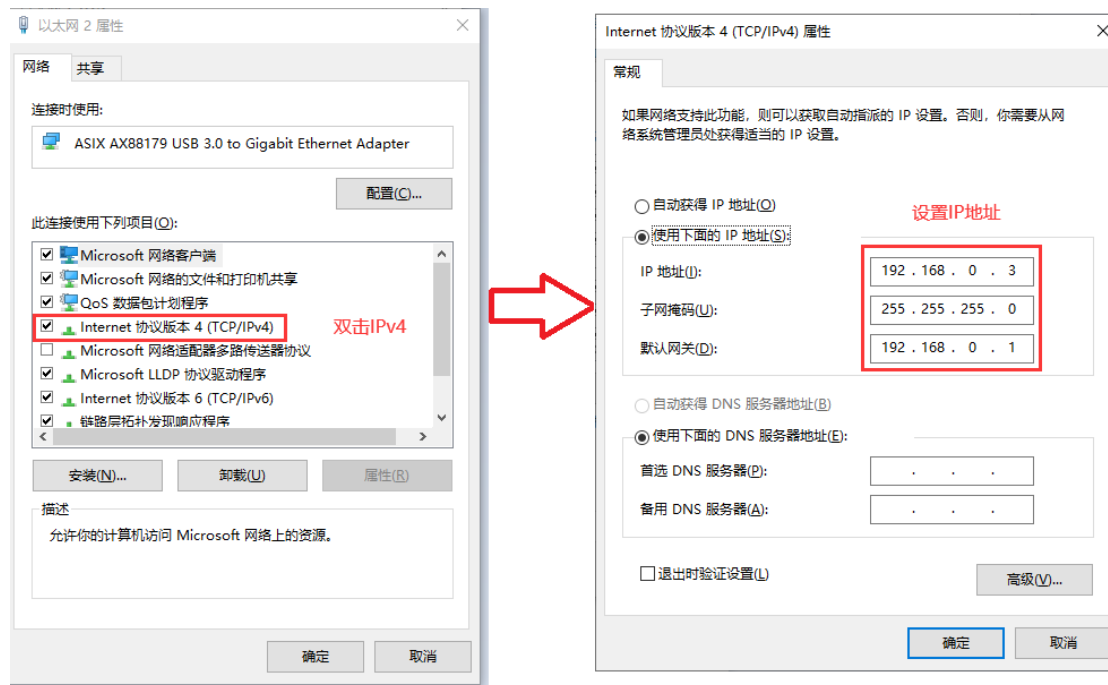 以太网 2 属性
网络
共享
连接时使用:
ASIX AX88179 USB 3.0 to Gigabit Ethernet Adapter
配置(C)...
此连接使用下列项目(O):
Microsoft 网络客户端
Microsoft 网络的文件和打印机共享
QoS 数据包计划程序
Internet 协议版本 4 (TCP/IPv4)
Microsoft 网络适配器多路传送器协议
Microsoft LLDP 协议驱动程序
Internet 协议版本 6 (TCP/IPv6)
链路层拓扑发现响应程序
双击IPv4
安装(N)...
卸载(U)
属性(R)
描述
允许你的计算机访问 Microsoft 网络上的资源。
确定
取消
Internet 协议版本 4 (TCP/IPv4) 属性
常规
如果网络支持此功能，则可以获取自动指派的 IP 设置。否则，你需要从网
络系统管理员处获得适当的 IP 设置。
自动获得 IP 地址(O)
设置IP地址
使用下面的 IP 地址(S):
IP 地址(I): 192 . 168 . 0 . 3
子网掩码(U): 255 . 255 . 255 . 0
默认网关(D): 192 . 168 . 0 . 1
自动获得 DNS 服务器地址(B)
使用下面的 DNS 服务器地址(E):
首选 DNS 服务器(P): . . .
备用 DNS 服务器(A): . . .
退出时验证设置(L)
高级(V)...
确定
取消